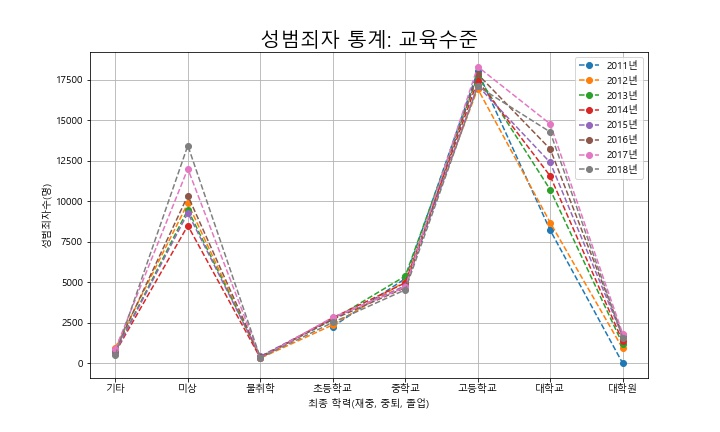 성범죄자 통계: 교육수준
성범죄자수(명)
17500
15000
12500
10000
7500
5000
2500
0
2011년
2012년
2013년
2014년
2015년
2016년
2017년
2018년
기타 미상 불취학 초등학교 중학교 고등학교 대학교 대학원
최종 학력(재중, 중퇴, 졸업)